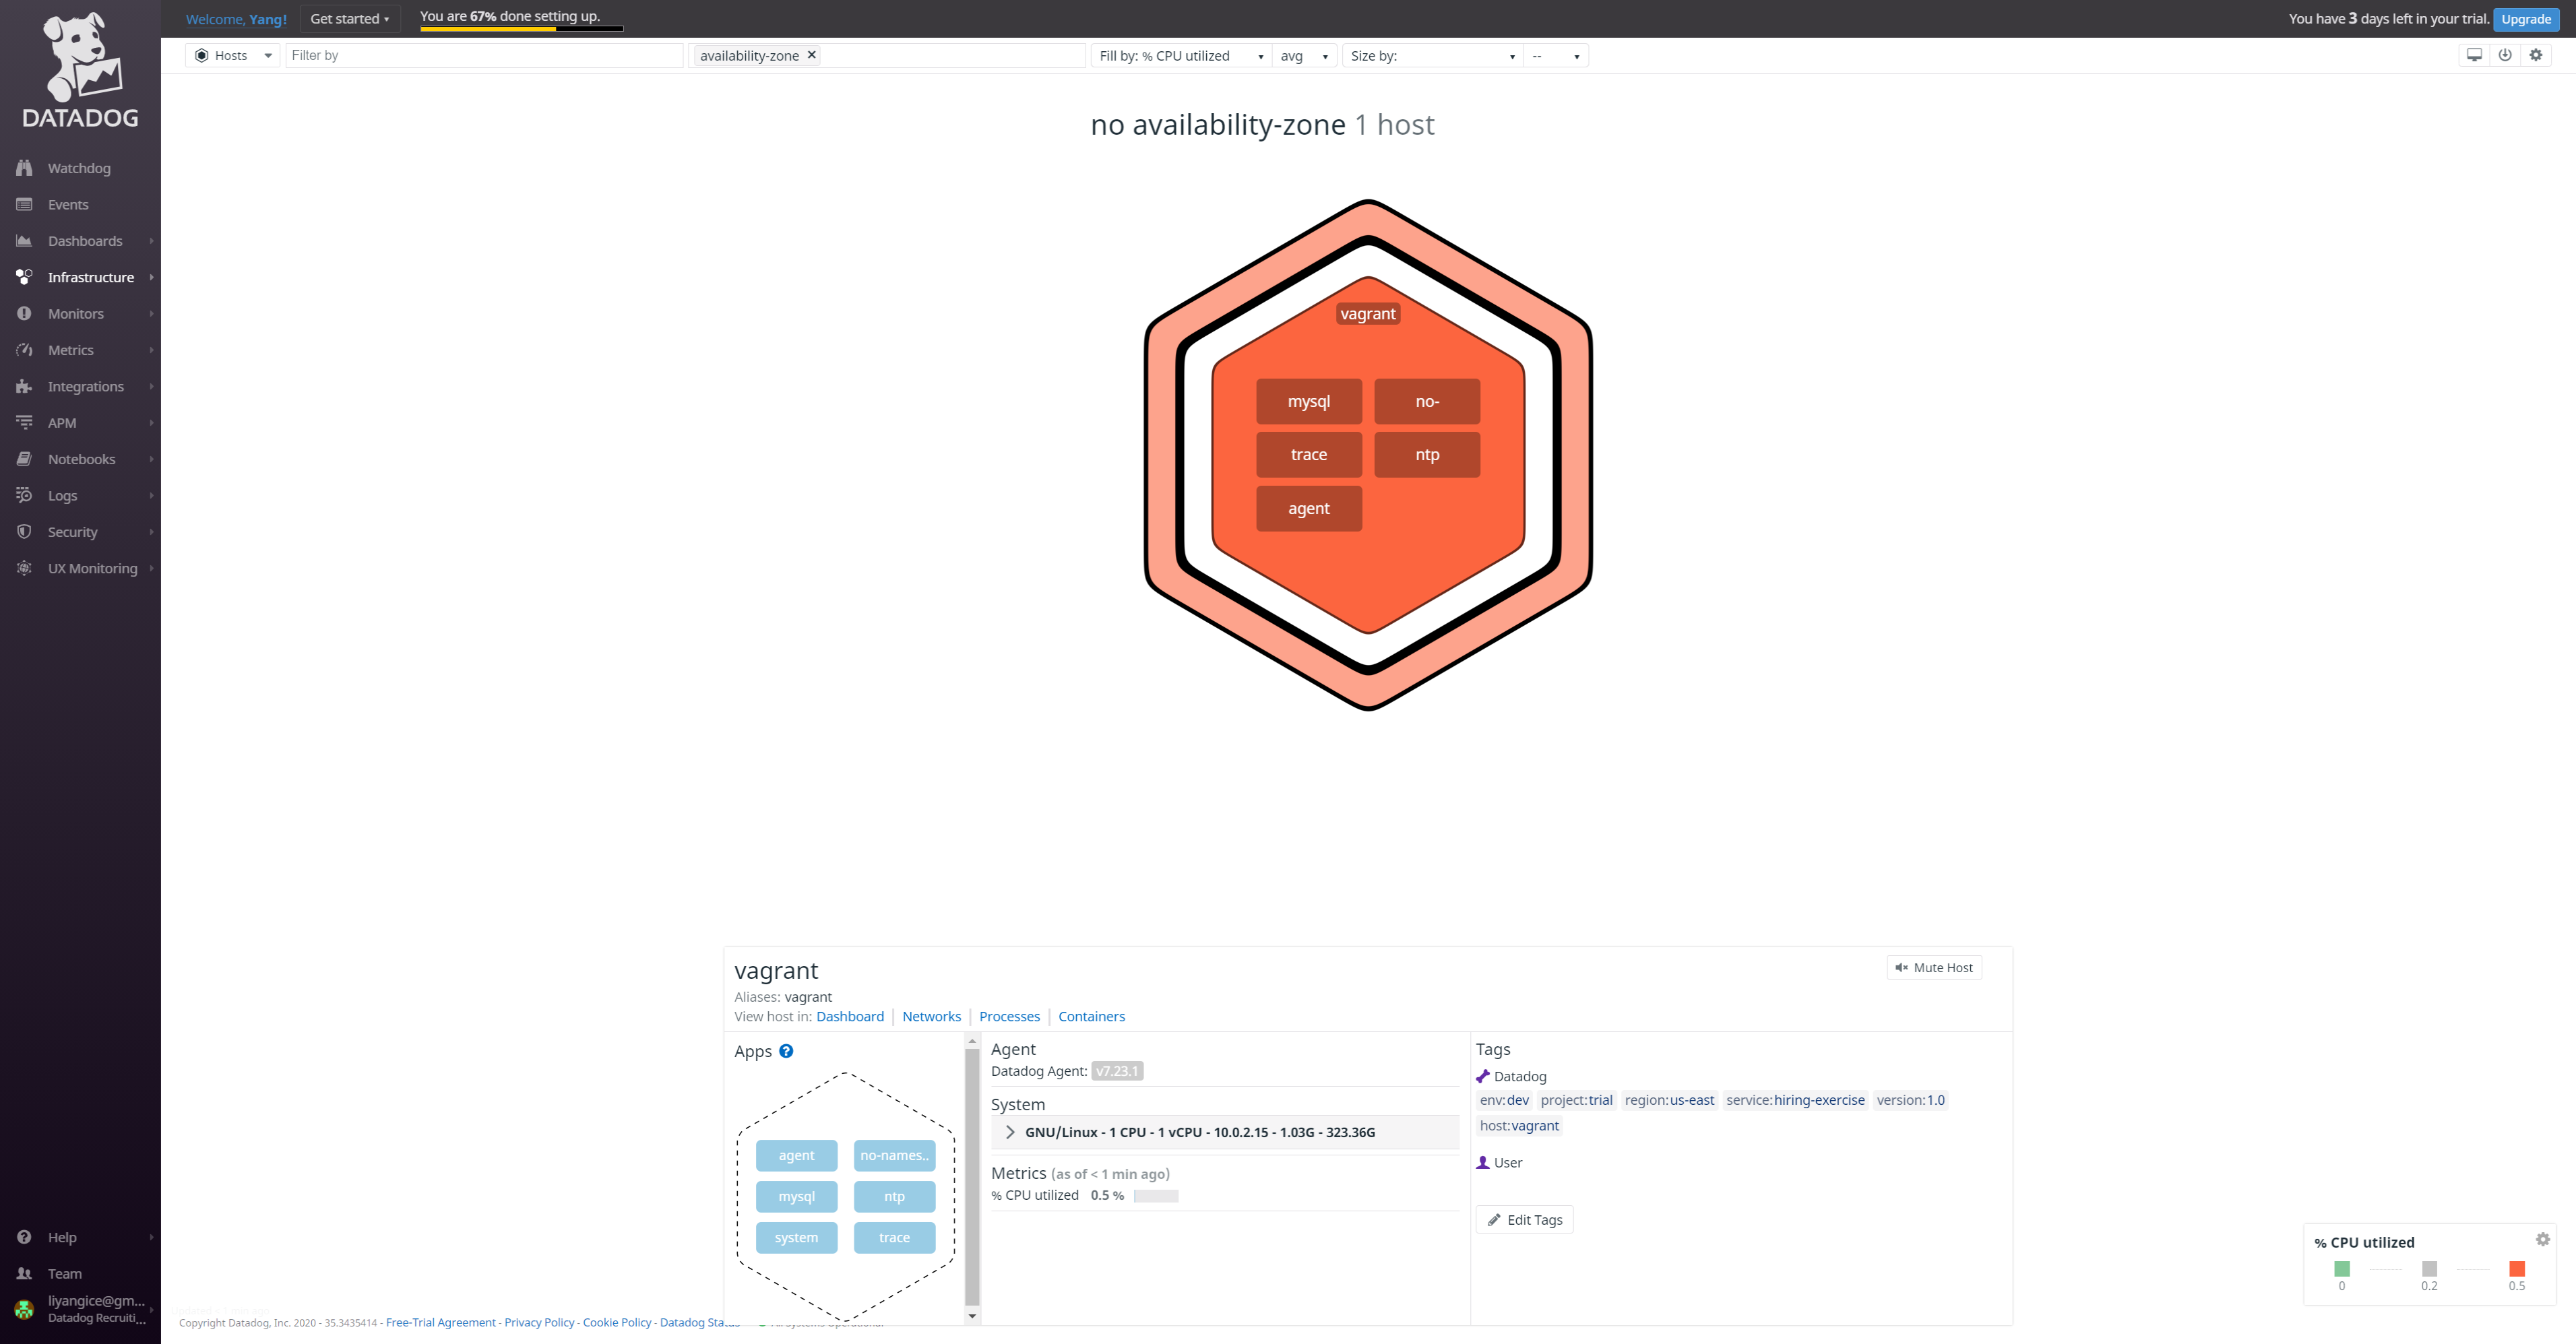 Welcome, Yang!
Get started
You are 67% done setting up.
You have 3 days left in your trial.
Upgrade
DATADOG
Watchdog
Events
Dashboards
Infrastructure
Monitors
Metrics
Integrations
APM
Notebooks
Logs
Security
UX Monitoring
Help
Team
liyangice@gm...
Datadog Recruiti...
Hosts
Filter by
availability-zone ×
Fill by: % CPU utilized
avg
Size by:
--
no availability-zone 1 host
vagrant
mysql no-
trace ntp
agent
vagrant
Mute Host
Aliases: vagrant
View host in: Dashboard | Networks | Processes | Containers
Apps ?
agent no-names..
mysql ntp
system trace
Agent
Datadog Agent: v7.23.1
System
GNU/Linux - 1 CPU - 1 vCPU - 10.0.2.15 - 1.03G - 323.36G
Metrics (as of < 1 min ago)
% CPU utilized 0.5 %
Tags
Datadog
env:dev project:trial region:us-east service:hiring-exercise version:1.0
host:vagrant
User
Edit Tags
% CPU utilized
0 0.2 0.5
Copyright Datadog, Inc. 2020 - 35.3435414 - Free-Trial Agreement - Privacy Policy - Cookie Policy - Datadog Status